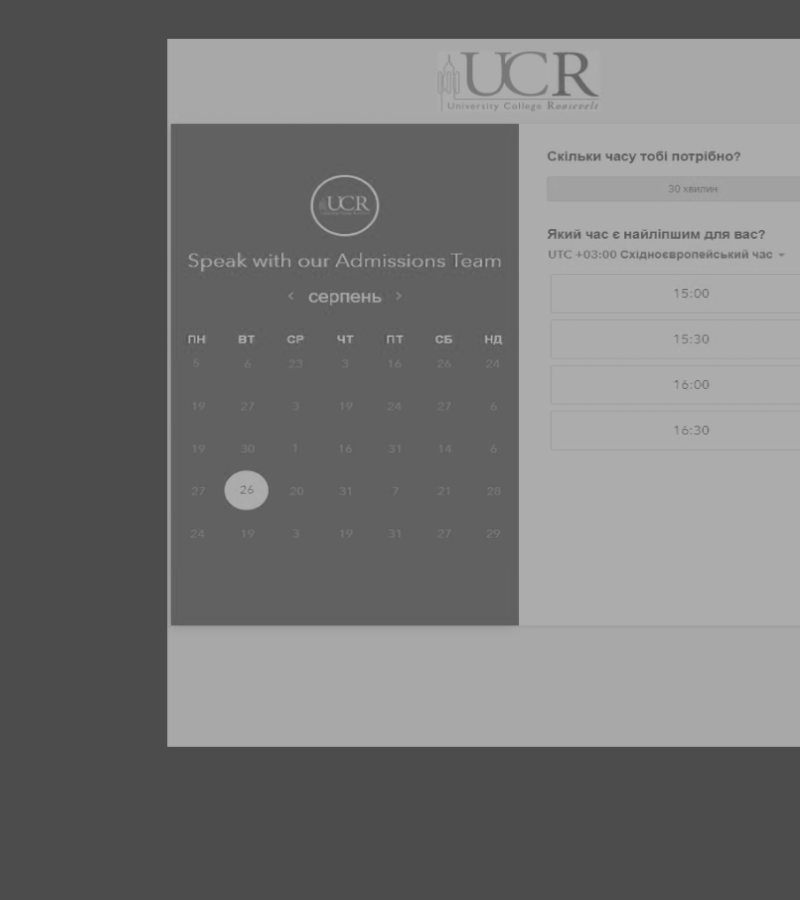 UCR
University College Roosevelt
UCR
Speak with our Admissions Team
< серпень >
ПН ВТ СР ЧТ ПТ СБ НД
5 6 23 3 16 26 24
19 27 3 19 24 27 6
19 30 1 16 31 14 6
27 26 20 31 7 21 28
24 19 3 19 31 27 29
Скільки часу тобі потрібно?
30 хвилин
Який час є найліпшим для вас?
UTC +03:00 Східноєвропейський час
15:00
15:30
16:00
16:30